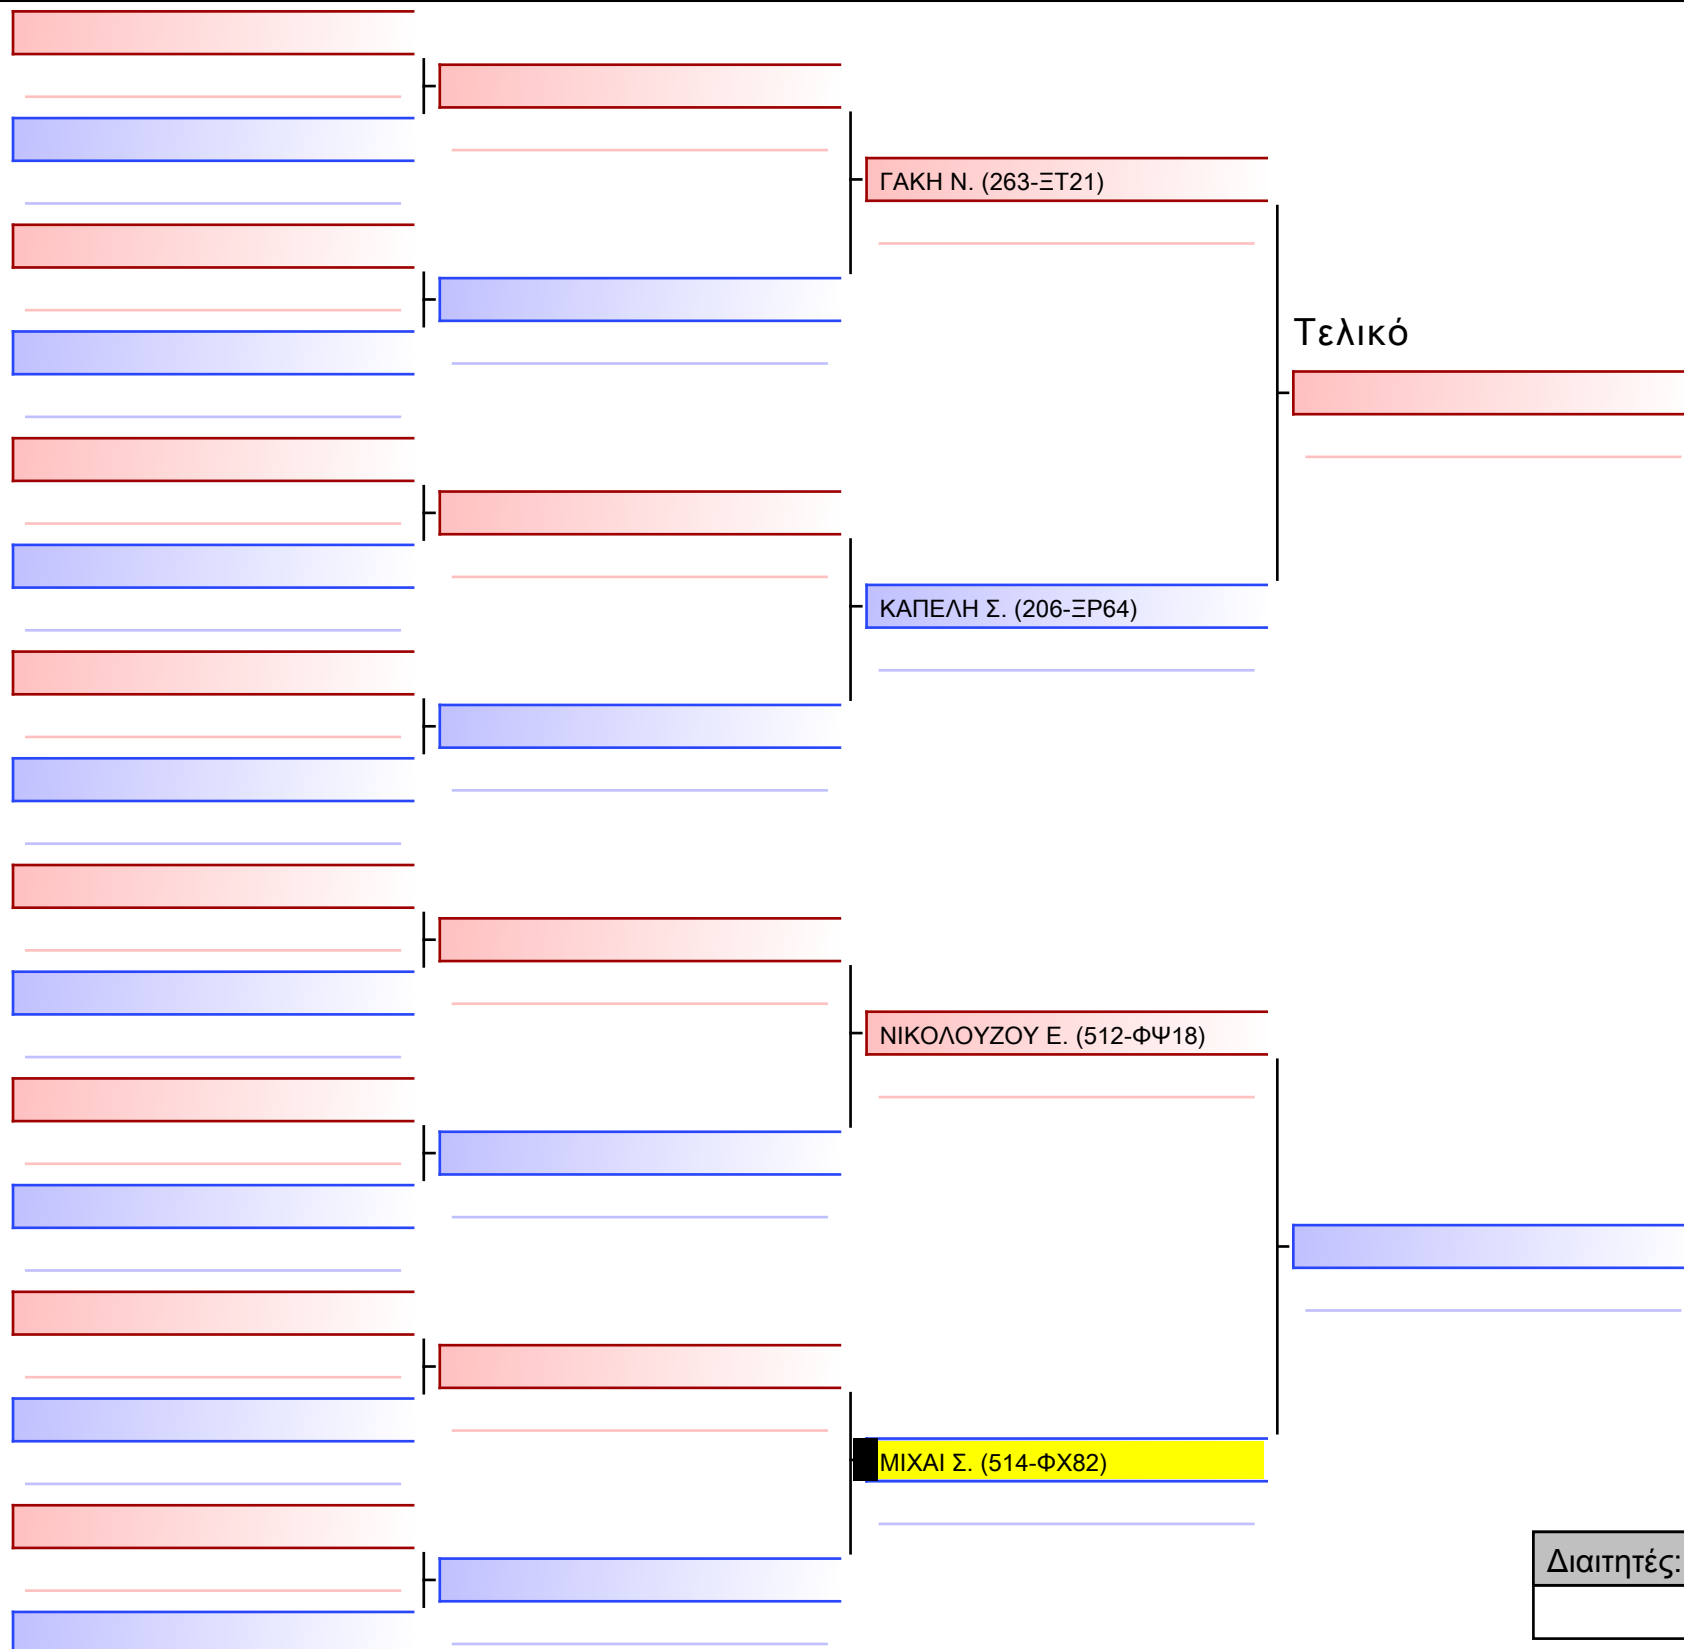 ΓΑΚΗ Ν. (263-ΞΤ21)
Τελικό
ΚΑΠΕΛΗ Σ. (206-ΞΡ64)
ΝΙΚΟΛΟΥΖΟΥ Ε. (512-ΦΨ18)
ΜΙΧΑΙ Σ. (514-ΦΧ82)
Διαιτητές: